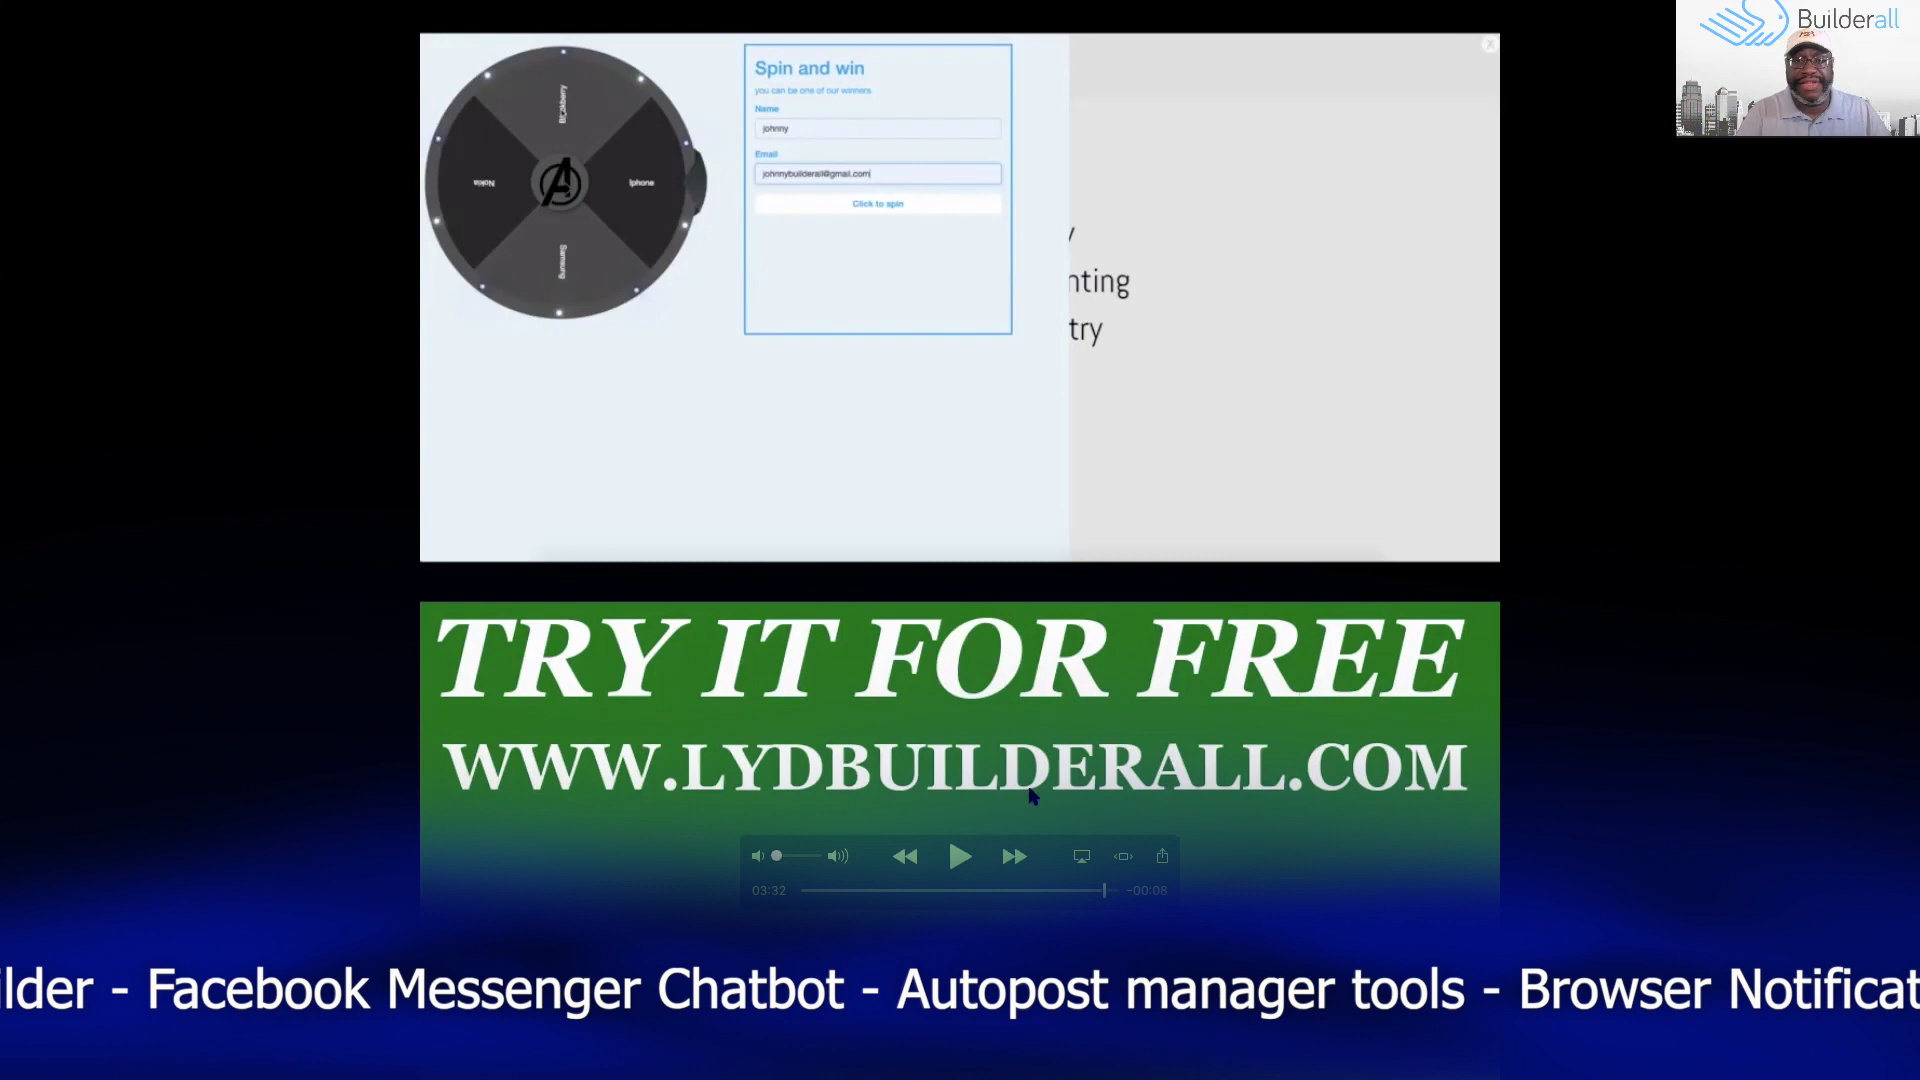 Builderall
Spin and win
you can be one of our winners.
Name
johnny
Email
johnnybuilderall@gmail.com
Click to spin
Blackberry
Nokia
Iphone
Samsung
nting
try
TRY IT FOR FREE
WWW.LYDBUILDERALL.COM
03:32
-00:08
ilder - Facebook Messenger Chatbot - Autopost manager tools - Browser Notificat